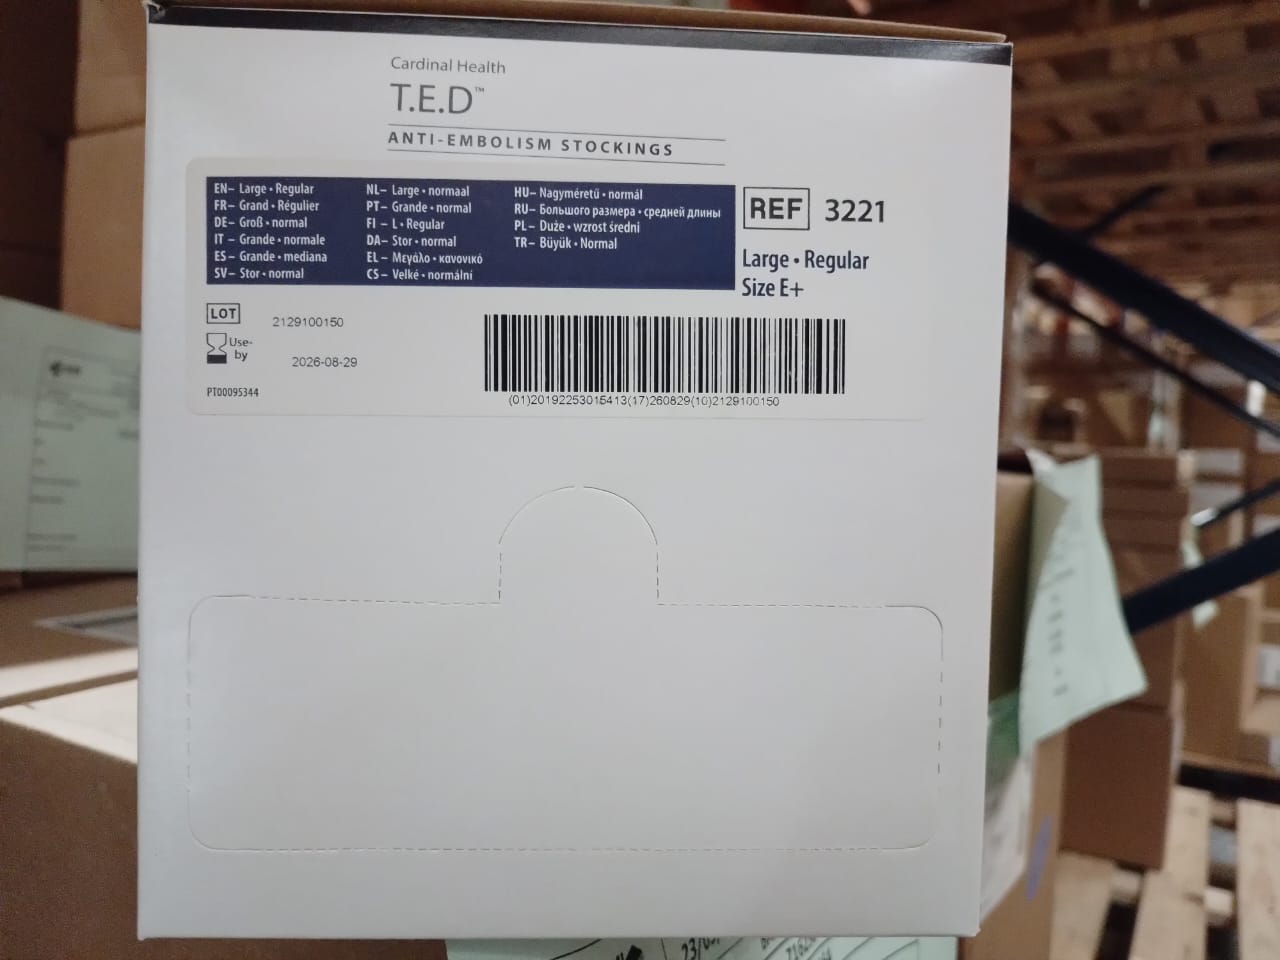 Cardinal Health
T.E.D™
ANTI-EMBOLISM STOCKINGS
EN– Large • Regular
FR– Grand • Régulier
DE– Groß • normal
IT – Grande • normale
ES– Grande • mediana
SV– Stor • normal
NL– Large • normaal
PT– Grande • normal
FI – L • Regular
DA– Stor • normal
EL– Μεγάλο • κανονικό
CS– Velké • normální
HU– Nagyméretű • normál
RU– Большого размера • средней длины
PL– Duże • wzrost średni
TR– Büyük • Normal
REF 3221
Large • Regular
Size E+
LOT 2129100150
Use-
by
2026-08-29
PT00095344
(01)20192253015413(17)260829(10)2129100150